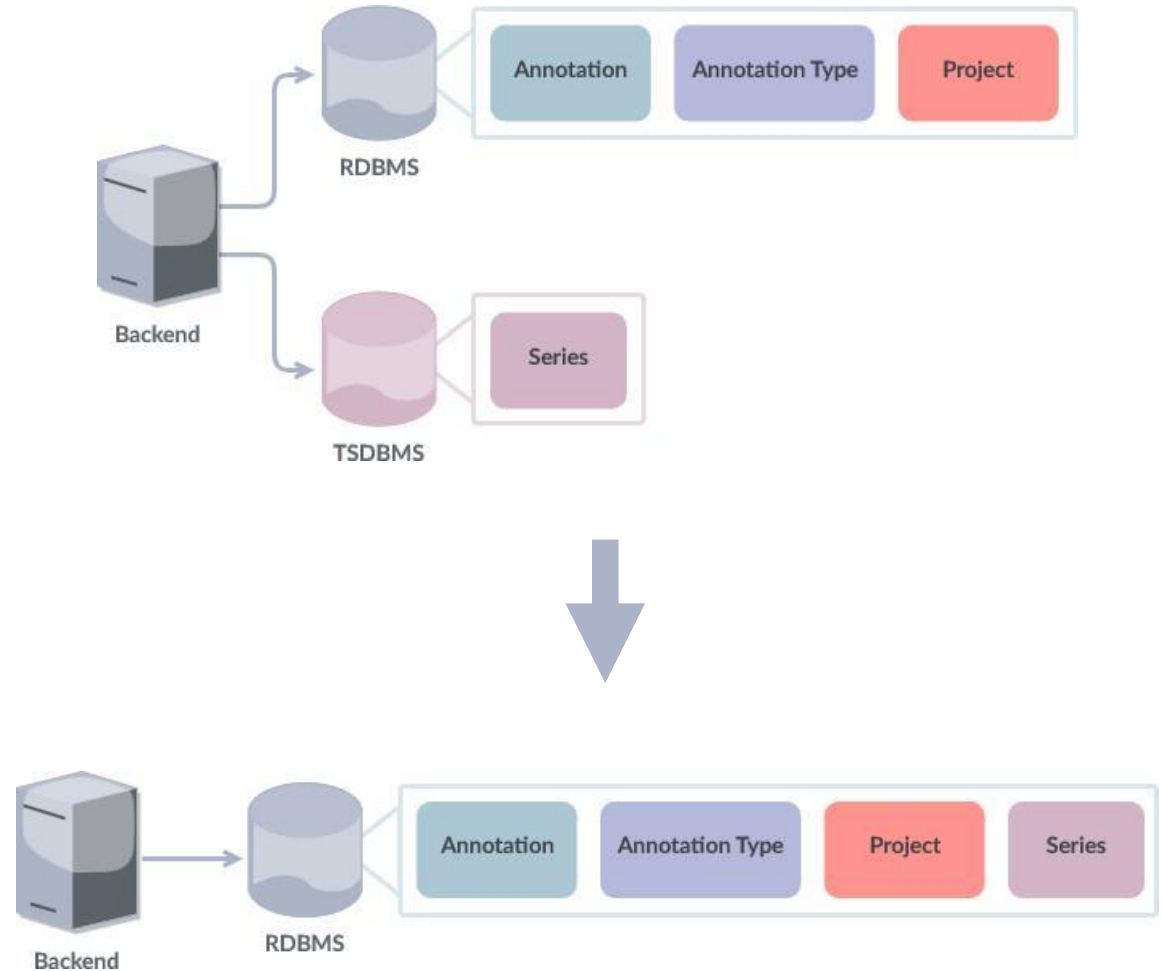 Annotation
Annotation Type
Project
RDBMS
Backend
Series
TSDBMS
Annotation
Annotation Type
Project
Series
RDBMS
Backend